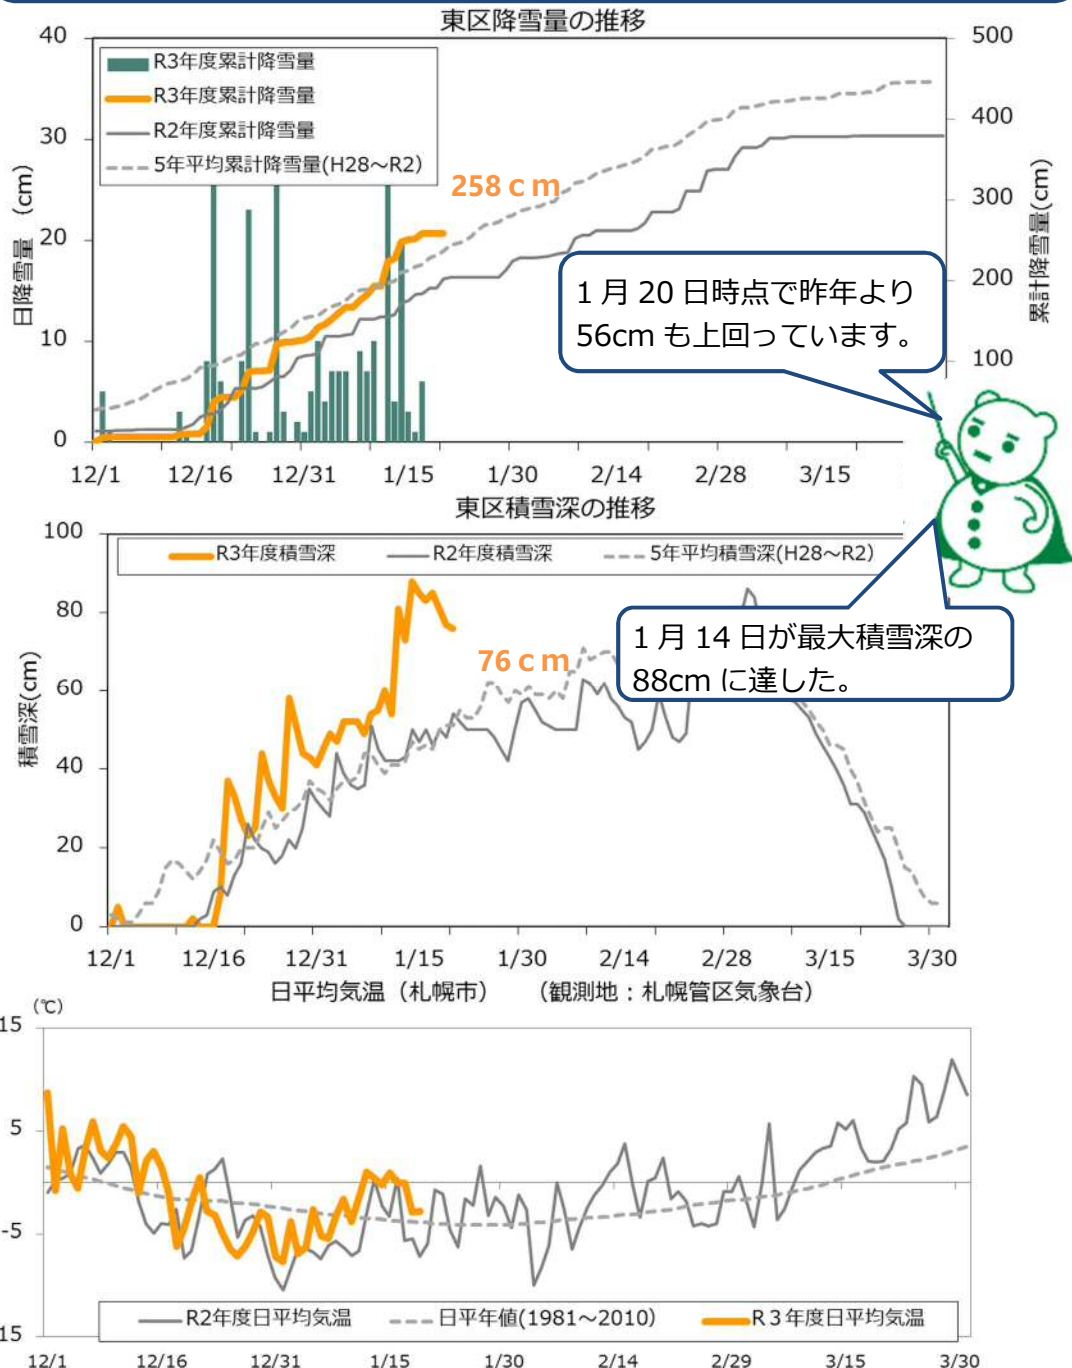 東区降雪量の推移
40
30
20
10
0
日降雪量 (cm)
500
400
300
200
100
累計降雪量(cm)
R3年度累計降雪量
R3年度累計降雪量
R2年度累計降雪量
5年平均累計降雪量(H28～R2)
258ｃｍ
1月20日時点で昨年より
56cmも上回っています。
12/1 12/16 12/31 1/15 1/30 2/14 2/28 3/15
東区積雪深の推移
100
80
60
40
20
0
積雪深(cm)
R3年度積雪深 R2年度積雪深 5年平均積雪深(H28～R2)
76ｃｍ
1月14日が最大積雪深の
88cmに達した。
12/1 12/16 12/31 1/15 1/30 2/14 2/28 3/15 3/30
日平均気温（札幌市） （観測地：札幌管区気象台）
(℃)
15
5
-5
15
R2年度日平均気温 日平年値(1981～2010) R３年度日平均気温
12/1 12/16 12/31 1/15 1/30 2/14 2/29 3/15 3/30